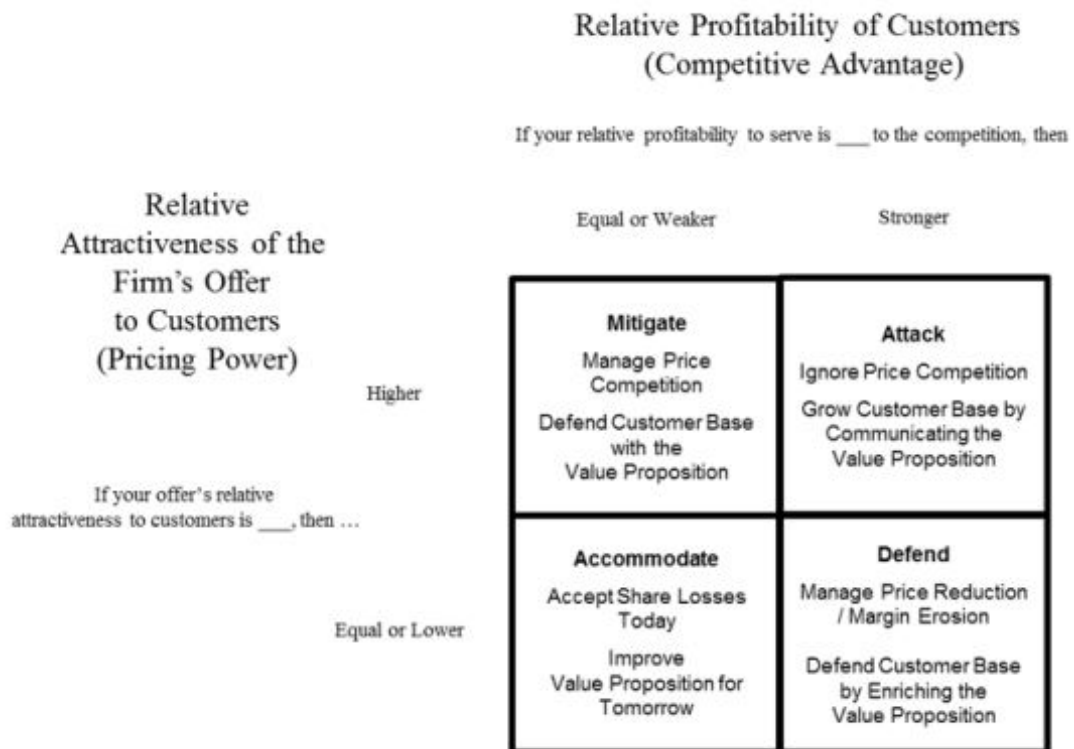 Relative Profitability of Customers
(Competitive Advantage)
If your relative profitability to serve is ___ to the competition, then
Relative
Attractiveness of the
Firm's Offer
to Customers
(Pricing Power)
Equal or Weaker
Stronger
Higher
If your offer's relative
attractiveness to customers is ___, then …
Equal or Lower
Mitigate
Manage Price
Competition
Defend Customer Base
with the
Value Proposition
Attack
Ignore Price Competition
Grow Customer Base by
Communicating the
Value Proposition
Accommodate
Accept Share Losses
Today
Improve
Value Proposition for
Tomorrow
Defend
Manage Price Reduction
/ Margin Erosion
Defend Customer Base
by Enriching the
Value Proposition